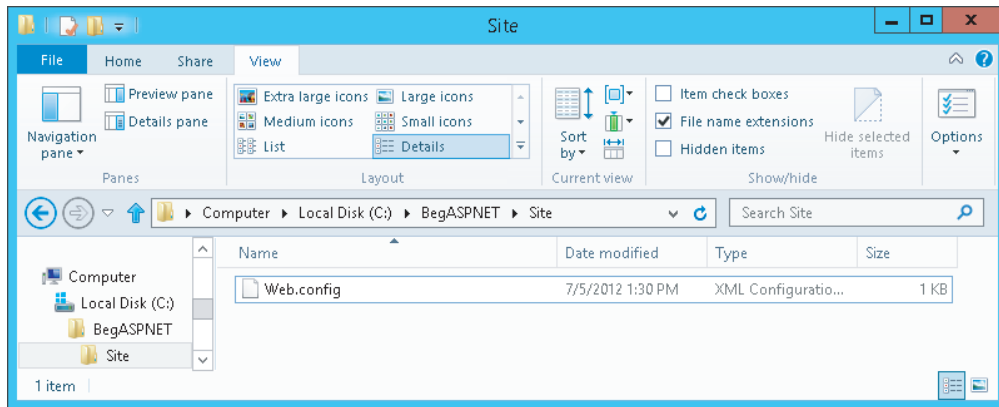 Site
File Home Share View
Preview pane
Details pane
Navigation
pane
Panes
Extra large icons Large icons
Medium icons Small icons
List Details
Layout
Sort
by
Current view
Item check boxes
File name extensions
Hidden items
Hide selected
items
Show/hide
Options
Computer Local Disk (C:) BegASPNET Site
Search Site
Name Date modified Type Size
Computer
Local Disk (C:)
BegASPNET
Site
Web.config 7/5/2012 1:30 PM XML Configuratio... 1 KB
1 item